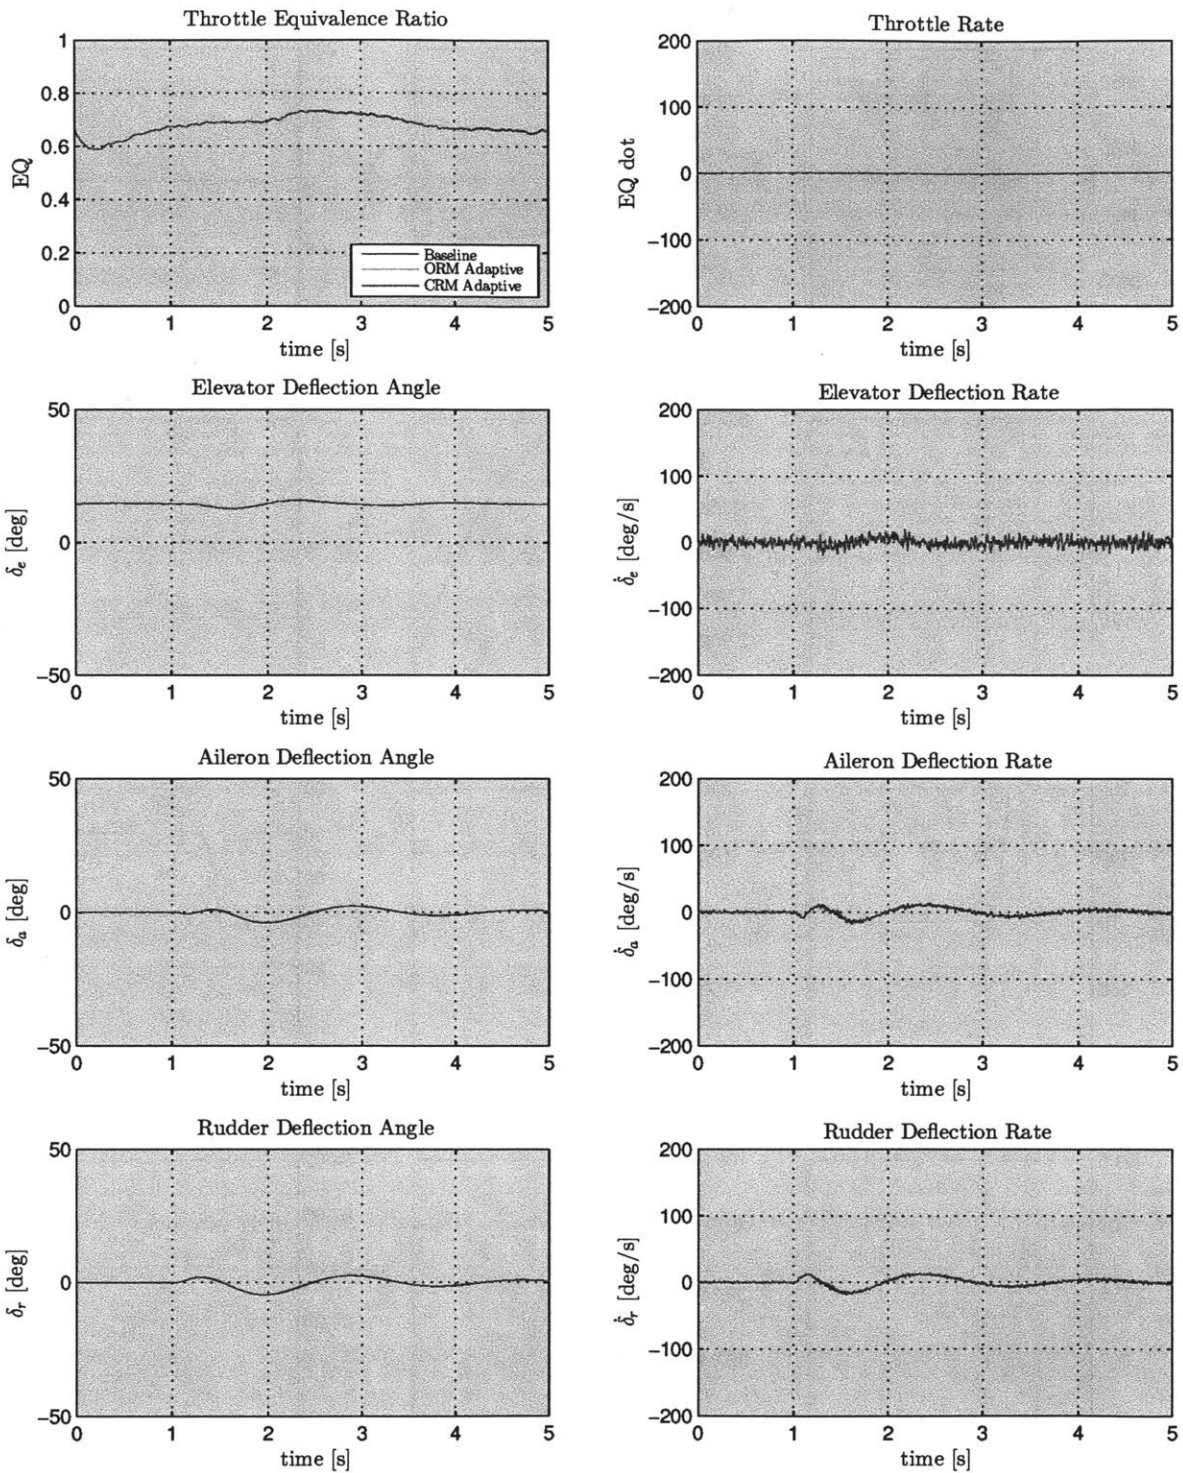 Throttle Equivalence Ratio
1
0.8
0.6
0.4
0.2
0
EQ
Baseline
ORM Adaptive
CRM Adaptive
0 1 2 3 4 5
time [s]
Throttle Rate
200
100
0
−100
−200
EQ dot
0 1 2 3 4 5
time [s]
Elevator Deflection Angle
50
0
−50
δe [deg]
0 1 2 3 4 5
time [s]
Elevator Deflection Rate
200
100
0
−100
−200
δ̇e [deg/s]
0 1 2 3 4 5
time [s]
Aileron Deflection Angle
50
0
−50
δa [deg]
0 1 2 3 4 5
time [s]
Aileron Deflection Rate
200
100
0
−100
−200
δ̇a [deg/s]
0 1 2 3 4 5
time [s]
Rudder Deflection Angle
50
0
−50
δr [deg]
0 1 2 3 4 5
time [s]
Rudder Deflection Rate
200
100
0
−100
−200
δ̇r [deg/s]
0 1 2 3 4 5
time [s]